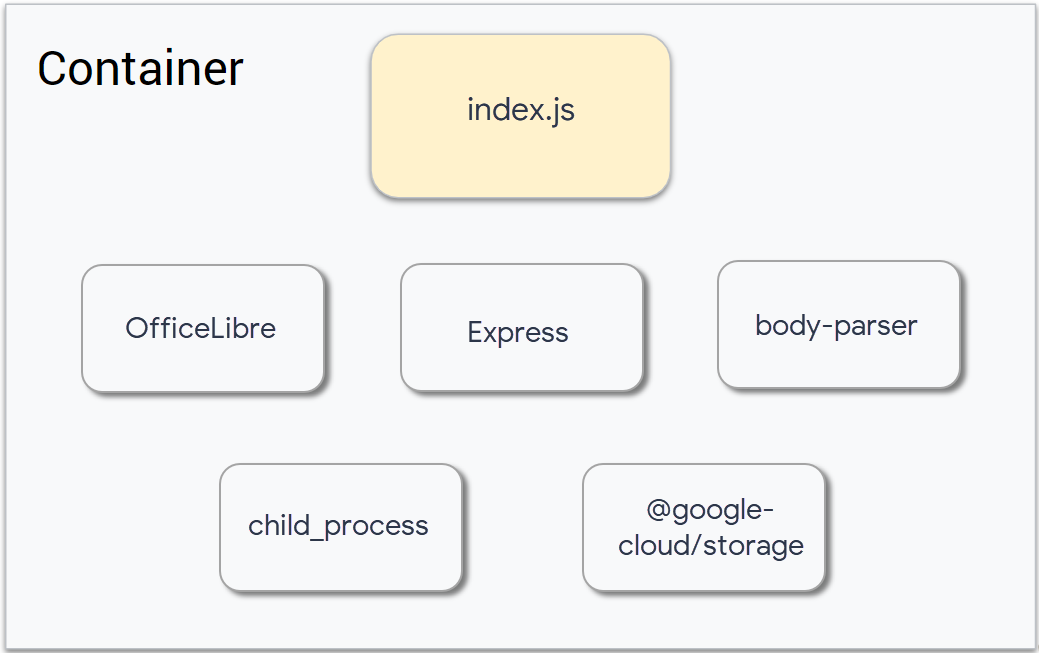 Container
index.js
OfficeLibre
Express
body-parser
child_process
@google-
cloud/storage